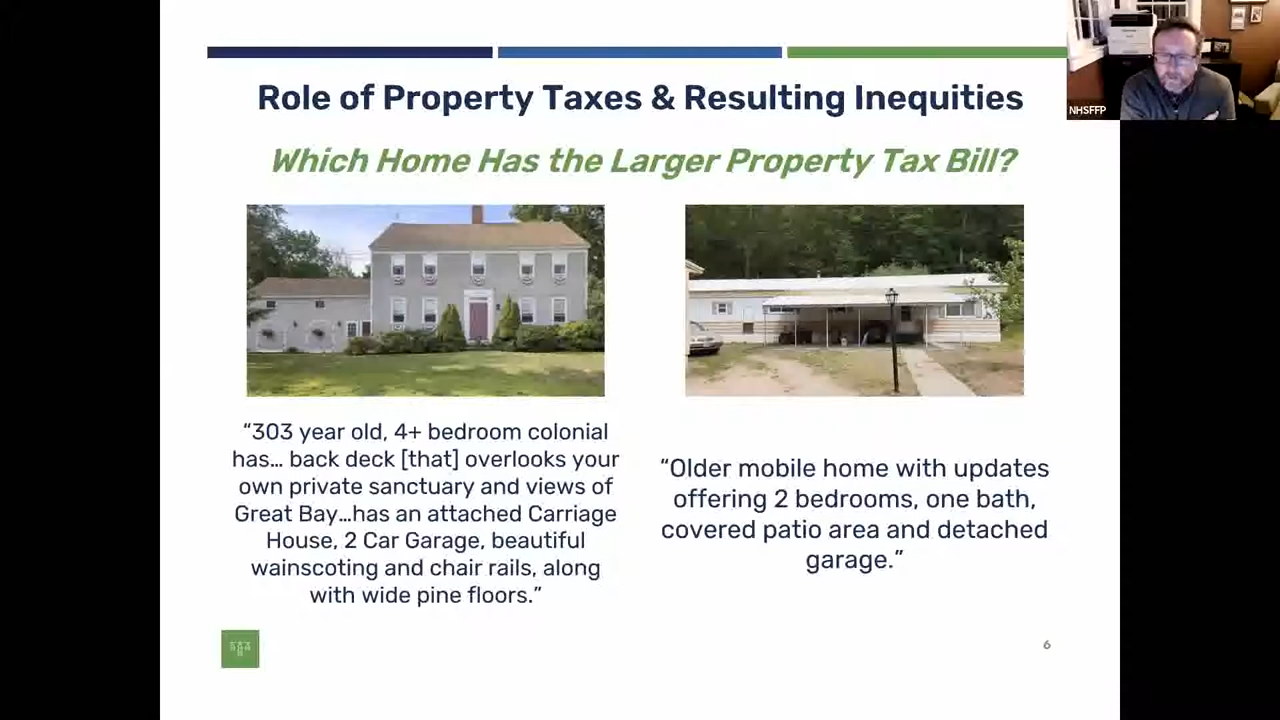 Role of Property Taxes & Resulting Inequities
Which Home Has the Larger Property Tax Bill?
“303 year old, 4+ bedroom colonial
has… back deck [that] overlooks your
own private sanctuary and views of
Great Bay…has an attached Carriage
House, 2 Car Garage, beautiful
wainscoting and chair rails, along
with wide pine floors.”
“Older mobile home with updates
offering 2 bedrooms, one bath,
covered patio area and detached
garage.”
6
NHSFFP